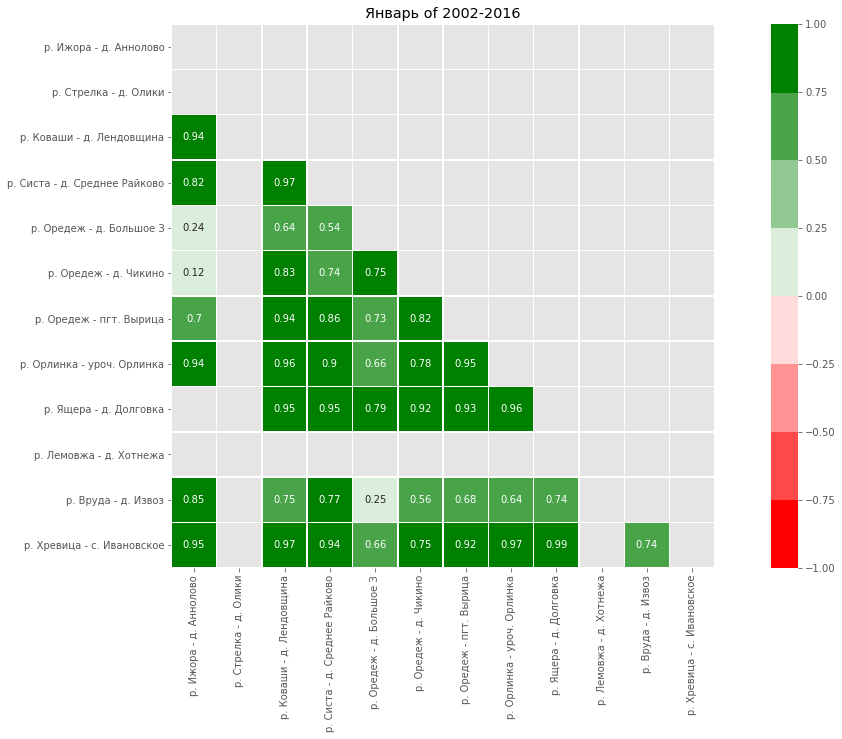 Январь of 2002-2016
р. Ижора - д. Аннолово
р. Стрелка - д. Олики
р. Коваши - д. Лендовщина
0.94
р. Систа - д. Среднее Райково
0.82 0.97
р. Оредеж - д. Большое З
0.24 0.64 0.54
р. Оредеж - д. Чикино
0.12 0.83 0.74 0.75
р. Оредеж - пгт. Вырица
0.7 0.94 0.86 0.73 0.82
р. Орлинка - уроч. Орлинка
0.94 0.96 0.9 0.66 0.78 0.95
р. Ящера - д. Долговка
0.95 0.95 0.79 0.92 0.93 0.96
р. Лемовжа - д. Хотнежа
р. Вруда - д. Извоз
0.85 0.75 0.77 0.25 0.56 0.68 0.64 0.74
р. Хревица - с. Ивановское
0.95 0.97 0.94 0.66 0.75 0.92 0.97 0.99 0.74
р. Ижора - д. Аннолово
р. Стрелка - д. Олики
р. Коваши - д. Лендовщина
р. Систа - д. Среднее Райково
р. Оредеж - д. Большое З
р. Оредеж - д. Чикино
р. Оредеж - пгт. Вырица
р. Орлинка - уроч. Орлинка
р. Ящера - д. Долговка
р. Лемовжа - д. Хотнежа
р. Вруда - д. Извоз
р. Хревица - с. Ивановское
1.00
0.75
0.50
0.25
0.00
−0.25
−0.50
−0.75
−1.00